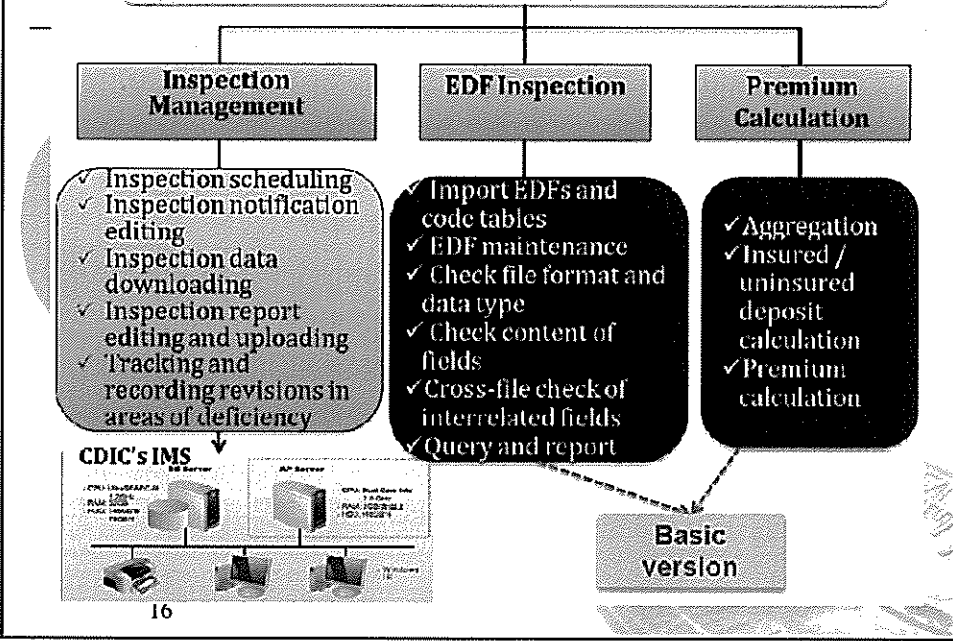 Inspection
Management
EDF Inspection
Premium
Calculation
✓ Inspection scheduling
✓ Inspection notification
editing
✓ Inspection data
downloading
✓ Inspection report
editing and uploading
✓ Tracking and
recording revisions in
areas of deficiency
✓ Import EDFs and
code tables
✓ EDF maintenance
✓ Check file format and
data type
✓ Check content of
fields
✓ Cross-file check of
interrelated fields
✓ Query and report
✓ Aggregation
✓ Insured /
uninsured
deposit
calculation
✓ Premium
calculation
CDIC's IMS
DB Server
AP Server
Windows
Basic
version
16